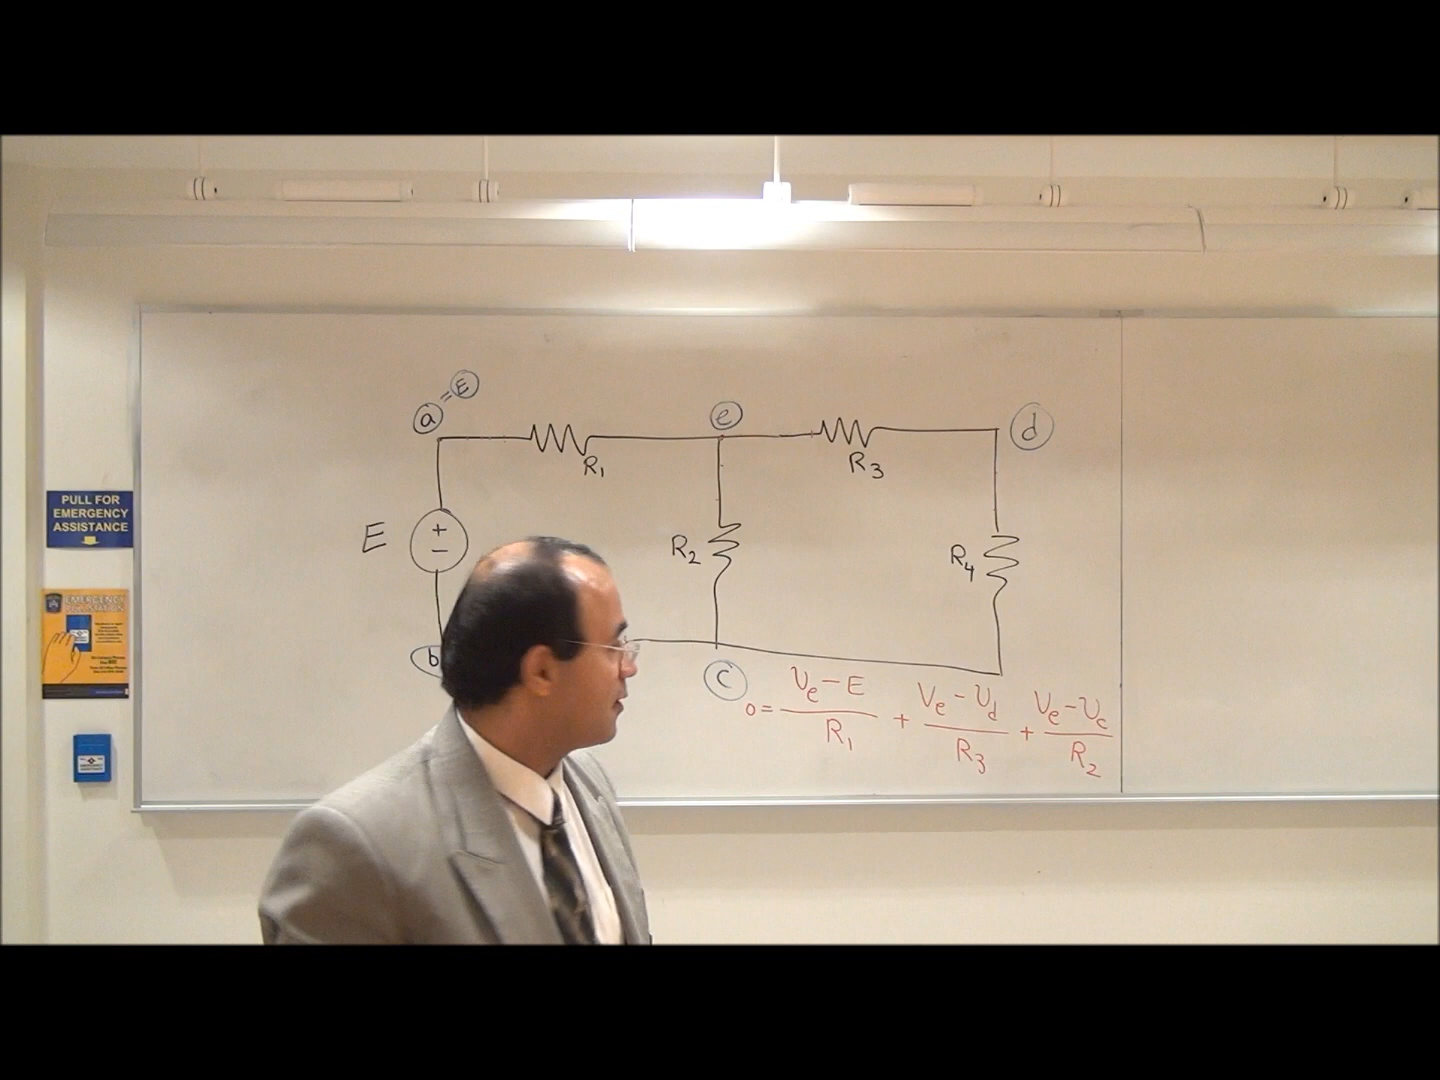 a = E
e
d
R1
R3
E
+
−
R2
R4
b
c
0 = (Ve − E)/R1 + (Ve − Vd)/R3 + (Ve − Vc)/R2
PULL FOR
EMERGENCY
ASSISTANCE
EMERGENCY